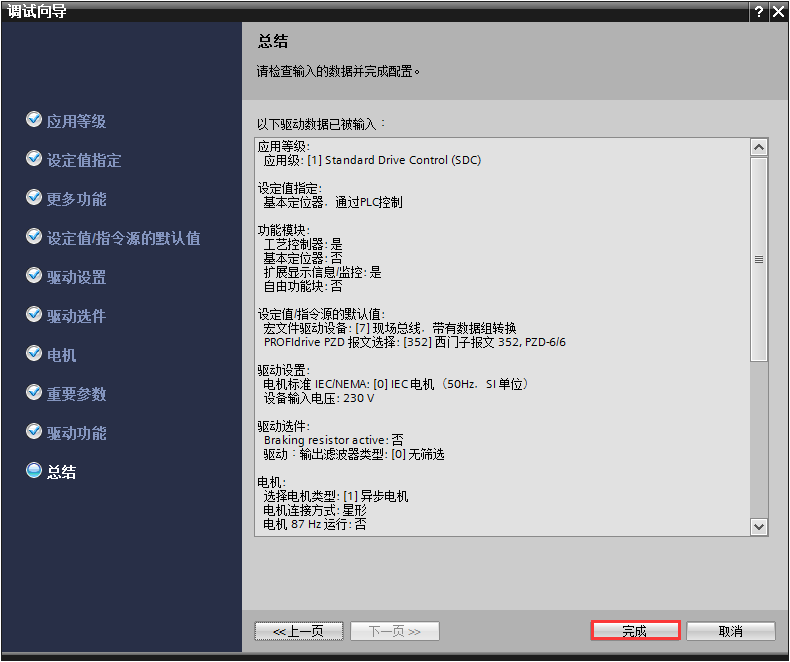 调试向导
? X
总结
请检查输入的数据并完成配置。
应用等级
设定值指定
更多功能
设定值/指令源的默认值
驱动设置
驱动选件
电机
重要参数
驱动功能
总结
以下驱动数据已被输入：
应用等级:
应用级: [1] Standard Drive Control (SDC)
设定值指定:
基本定位器，通过PLC控制
功能模块:
工艺控制器: 是
基本定位器: 否
扩展显示信息/监控: 是
自由功能块: 否
设定值/指令源的默认值:
宏文件驱动设备: [7] 现场总线，带有数据组转换
PROFIdrive PZD 报文选择: [352] 西门子报文 352, PZD-6/6
驱动设置:
电机标准 IEC/NEMA: [0] IEC 电机（50Hz，SI 单位）
设备输入电压: 230 V
驱动选件:
Braking resistor active: 否
驱动：输出滤波器类型: [0] 无筛选
电机:
选择电机类型: [1] 异步电机
电机连接方式: 星形
电机 87 Hz 运行: 否
<<上一页
下一页 >>
完成
取消